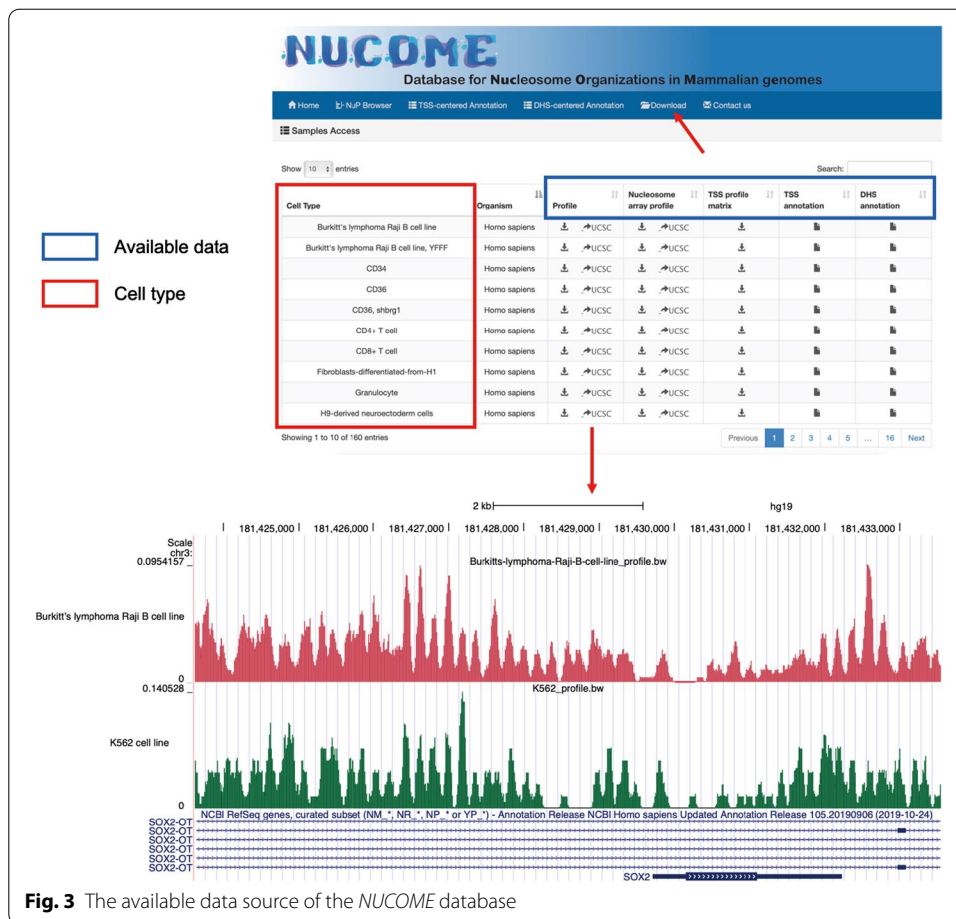 NUCOME
Database for Nucleosome Organizations in Mammalian genomes
Home NuP Browser TSS-centered Annotation DHS-centered Annotation Download Contact us
Samples Access
Show 10 entries Search:
Cell Type Organism Profile Nucleosome array profile TSS profile matrix TSS annotation DHS annotation
Burkitt's lymphoma Raji B cell line Homo sapiens UCSC UCSC
Burkitt's lymphoma Raji B cell line, YFFF Homo sapiens UCSC UCSC
CD34 Homo sapiens UCSC UCSC
CD36 Homo sapiens UCSC UCSC
CD36, shbrg1 Homo sapiens UCSC UCSC
CD4+ T cell Homo sapiens UCSC UCSC
CD8+ T cell Homo sapiens UCSC UCSC
Fibroblasts-differentiated-from-H1 Homo sapiens UCSC UCSC
Granulocyte Homo sapiens UCSC UCSC
H9-derived neuroectoderm cells Homo sapiens UCSC UCSC
Showing 1 to 10 of 160 entries Previous 1 2 3 4 5 ... 16 Next
Available data
Cell type
2 kb hg19
181,425,000 181,426,000 181,427,000 181,428,000 181,429,000 181,430,000 181,431,000 181,432,000 181,433,000
Scale
chr3:
0.0954157 _ Burkitts-lymphoma-Raji-B-cell-line_profile.bw
Burkitt's lymphoma Raji B cell line
0
0.140528 _ K562_profile.bw
K562 cell line
0
NCBI RefSeq genes, curated subset (NM_*, NR_*, NP_* or YP_*) - Annotation Release NCBI Homo sapiens Updated Annotation Release 105.20190906 (2019-10-24)
SOX2-OT
SOX2-OT
SOX2-OT
SOX2-OT
SOX2-OT
SOX2-OT
SOX2
Fig. 3 The available data source of the NUCOME database